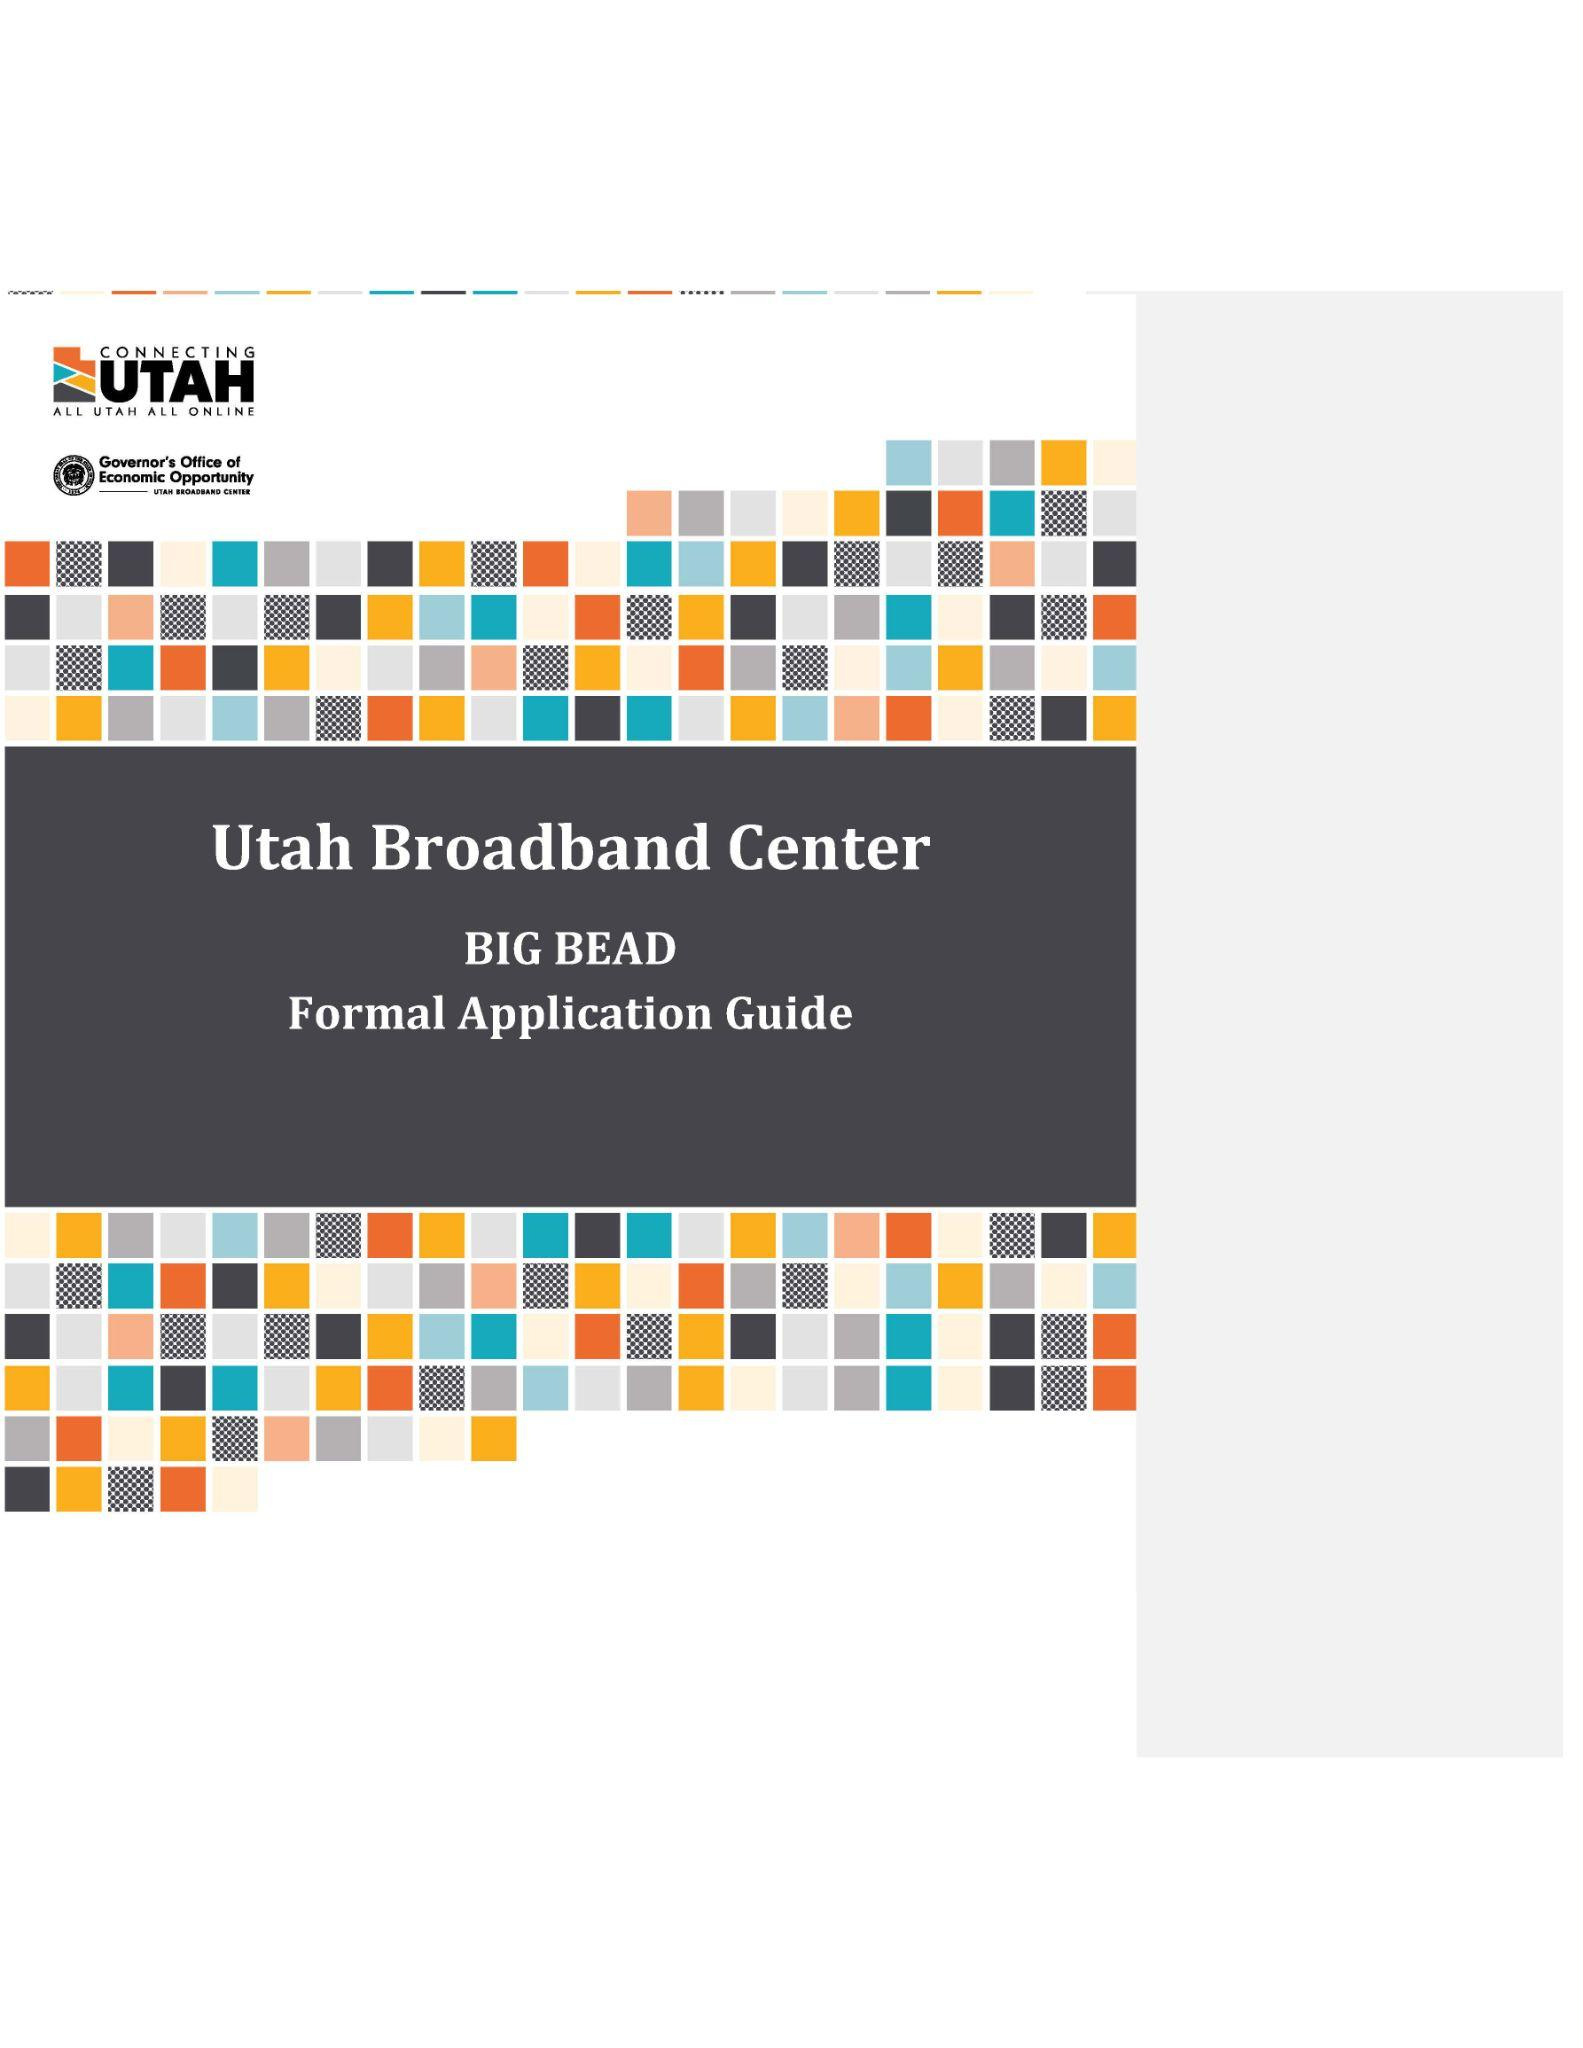 CONNECTING
UTAH
ALL UTAH ALL ONLINE
Governor's Office of
Economic Opportunity
UTAH BROADBAND CENTER
Utah Broadband Center
BIG BEAD
Formal Application Guide